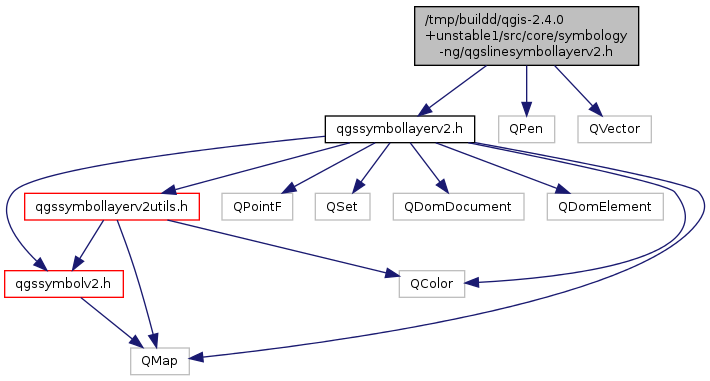 /tmp/buildd/qgis-2.4.0
+unstable1/src/core/symbology
-ng/qgslinesymbollayerv2.h
qgssymbollayerv2.h
QPen
QVector
qgssymbollayerv2utils.h
QPointF
QSet
QDomDocument
QDomElement
qgssymbolv2.h
QColor
QMap